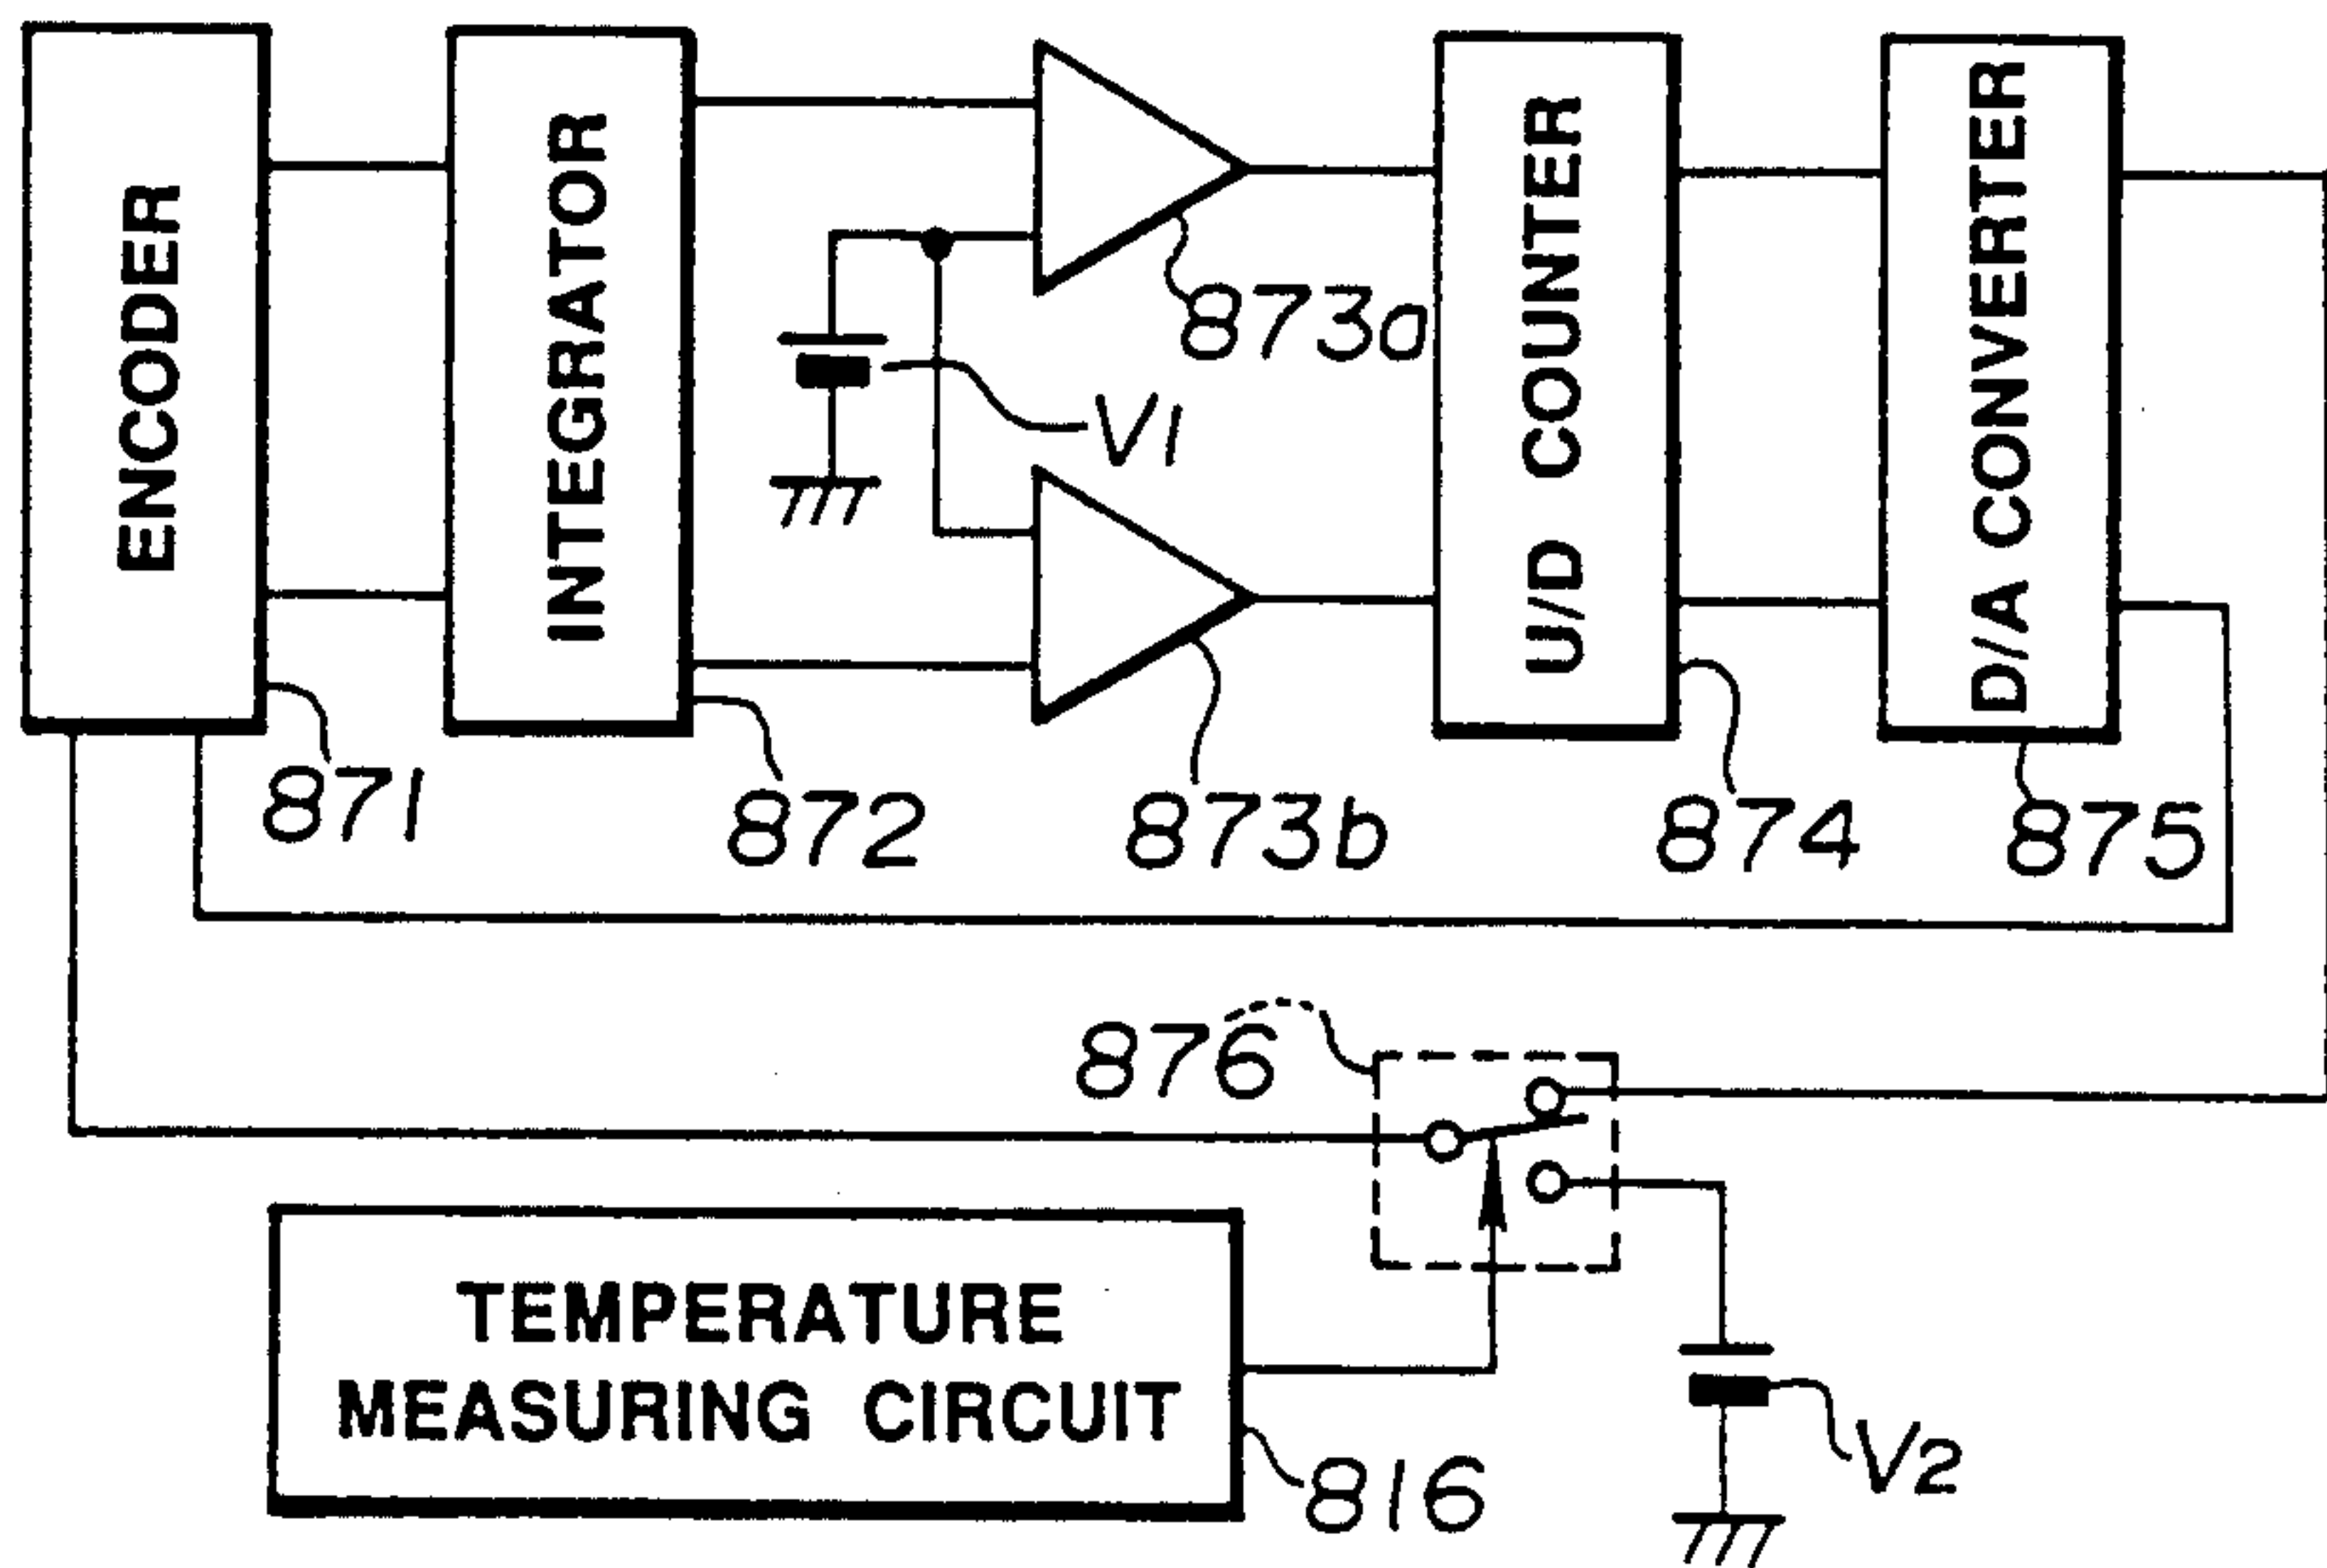 ENCODER
INTEGRATOR
U/D COUNTER
D/A CONVERTER
873a
V1
871
872
873b
874
875
876
TEMPERATURE
MEASURING CIRCUIT
816
V2